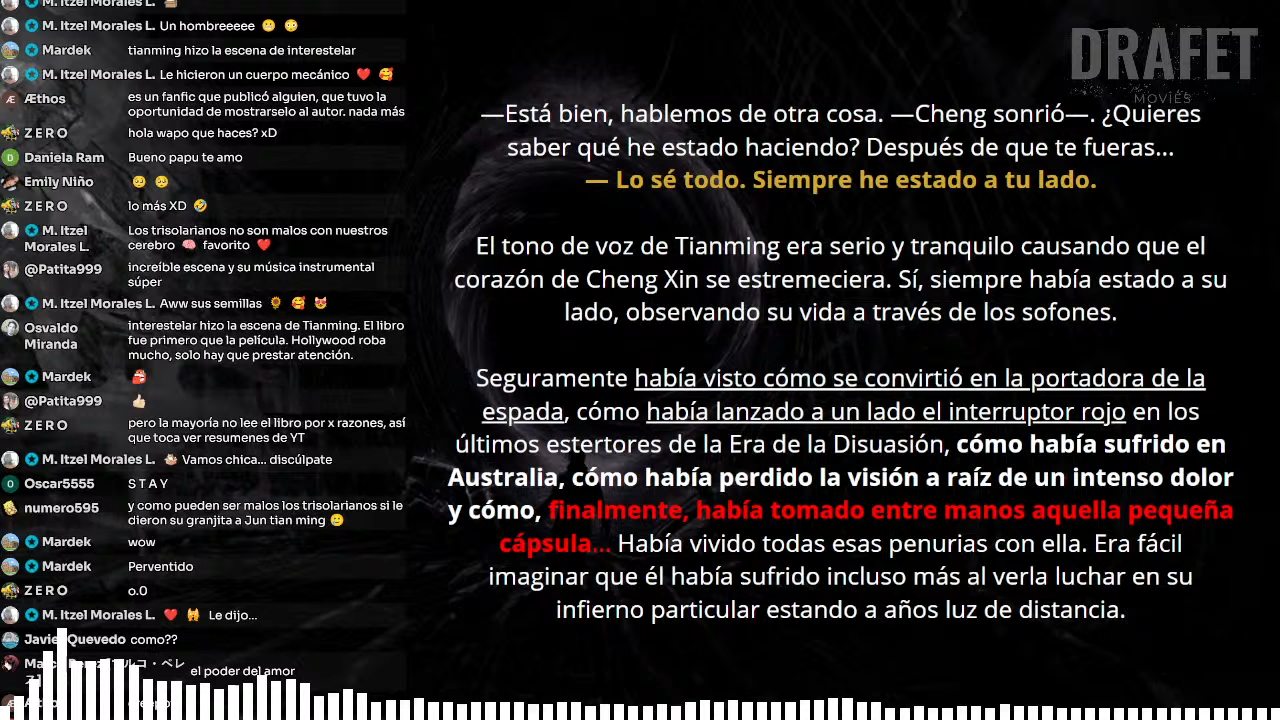 M. Itzel Morales L.
M. Itzel Morales L. Un hombreeeee 😬 😳
Mardek tianming hizo la escena de interestelar
M. Itzel Morales L. Le hicieron un cuerpo mecánico ❤️ 🥰
Æthos es un fanfic que publicó alguien, que tuvo la
oportunidad de mostrarselo al autor. nada más
Z E R O hola wapo que haces? xD
Daniela Ram Bueno papu te amo
Emily Niño 🥺 🥺
Z E R O lo más XD 🤣
M. Itzel Morales L. Los trisolarianos no son malos con nuestros
cerebro 🧠 favorito ❤️
@Patita999 increíble escena y su música instrumental
súper
M. Itzel Morales L. Aww sus semillas 🌻 🥰 😻
Osvaldo Miranda interestelar hizo la escena de Tianming. El libro
fue primero que la película. Hollywood roba
mucho, solo hay que prestar atención.
Mardek
@Patita999 👍🏻
Z E R O pero la mayoría no lee el libro por x razones, así
que toca ver resumenes de YT
M. Itzel Morales L. Vamos chica... discúlpate
Oscar5555 S T A Y
numero595 y como pueden ser malos los trisolarianos si le
dieron su granjita a Jun tian ming
Mardek wow
Mardek Perventido
Z E R O o.0
M. Itzel Morales L. ❤️ Le dijo...
Javier Quevedo como??
el poder del amor
DRAFET
MOVIES
—Está bien, hablemos de otra cosa. —Cheng sonrió—. ¿Quieres
saber qué he estado haciendo? Después de que te fueras...
— Lo sé todo. Siempre he estado a tu lado.
El tono de voz de Tianming era serio y tranquilo causando que el
corazón de Cheng Xin se estremeciera. Sí, siempre había estado a su
lado, observando su vida a través de los sofones.
Seguramente había visto cómo se convirtió en la portadora de la
espada, cómo había lanzado a un lado el interruptor rojo en los
últimos estertores de la Era de la Disuasión, cómo había sufrido en
Australia, cómo había perdido la visión a raíz de un intenso dolor
y cómo, finalmente, había tomado entre manos aquella pequeña
cápsula... Había vivido todas esas penurias con ella. Era fácil
imaginar que él había sufrido incluso más al verla luchar en su
infierno particular estando a años luz de distancia.